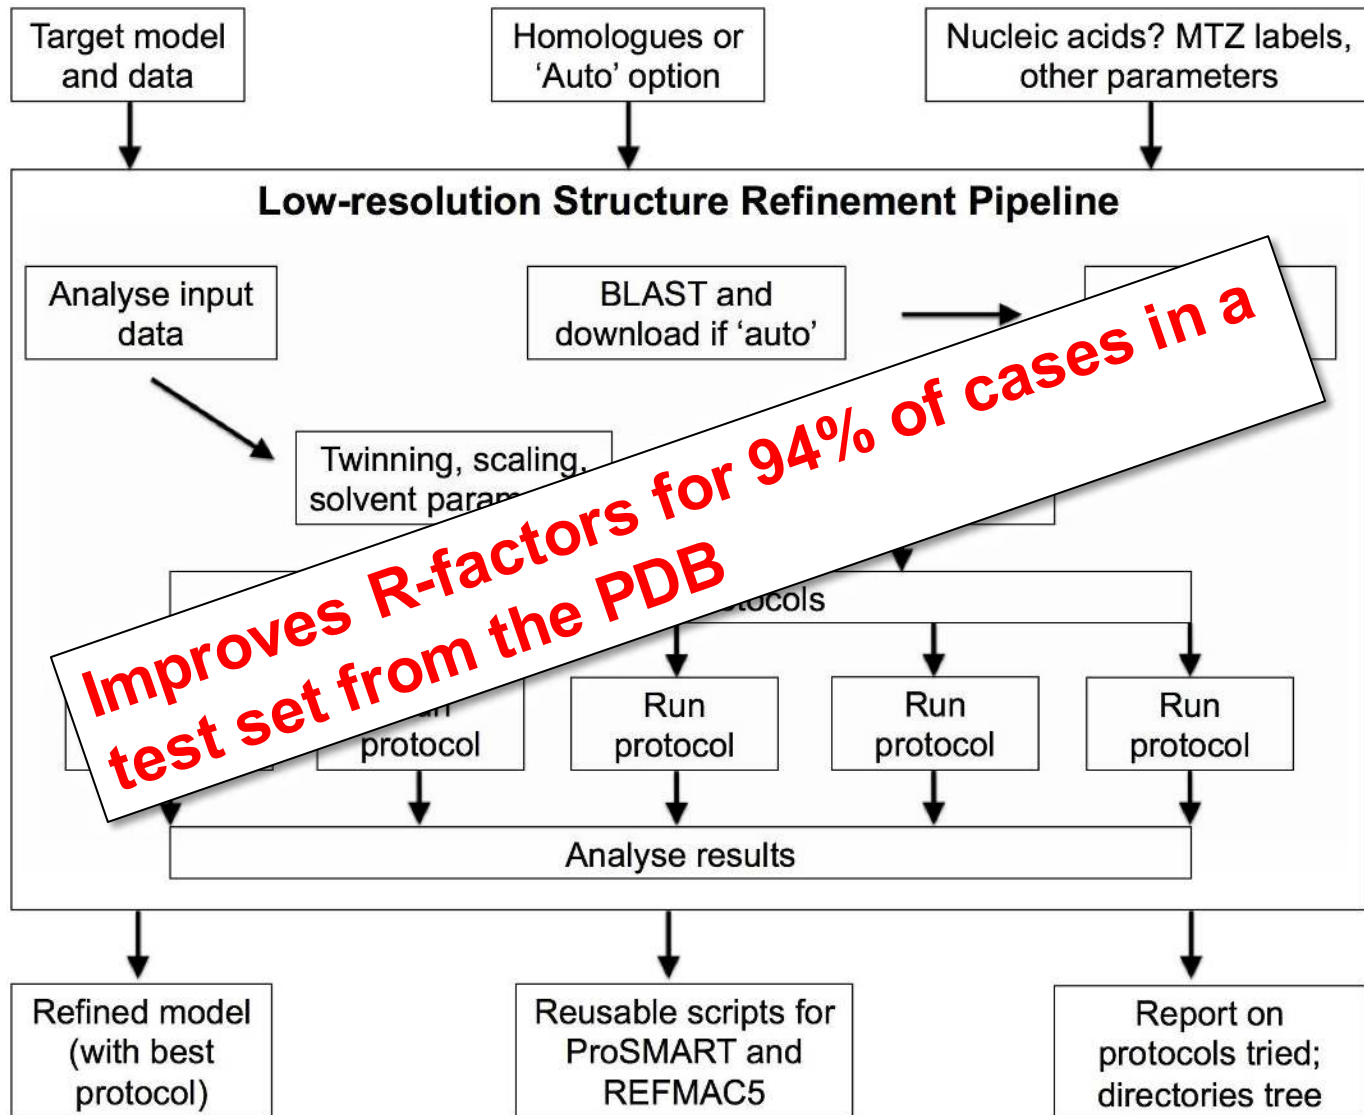 Target model
and data
Homologues or
‘Auto’ option
Nucleic acids? MTZ labels,
other parameters
Low-resolution Structure Refinement Pipeline
Analyse input
data
BLAST and
download if ‘auto’
Twinning, scaling,
solvent
Improves R-factors for 94% of cases in a
test set from the PDB
protocol
Run
protocol
Run
protocol
Run
protocol
Analyse results
Refined model
(with best
protocol)
Reusable scripts for
ProSMART and
REFMAC5
Report on
protocols tried;
directories tree